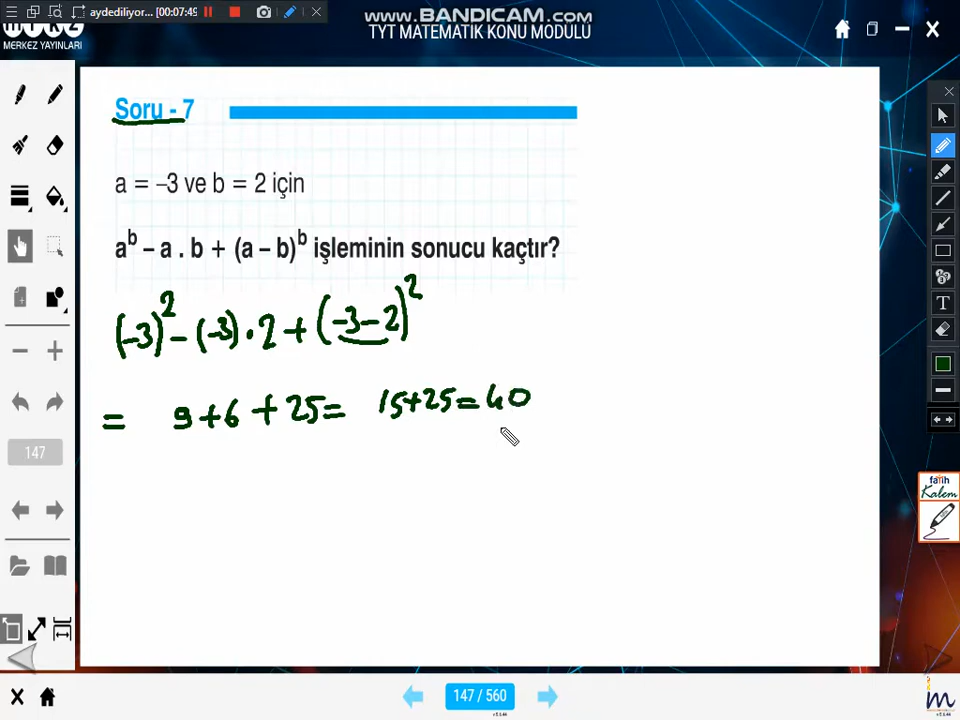 aydediliyor... [00:07:49]
www.BANDICAM.com
MERKEZ YAYINLARI
TYT MATEMATİK KONU MODÜLÜ
Soru - 7
a = –3 ve b = 2 için
a^b – a . b + (a – b)^b işleminin sonucu kaçtır?
(-3)^2 - (-3) · 2 + (-3-2)^2
= 9+6 + 25 = 15+25=40
147
fatih
Kalem
147 / 560